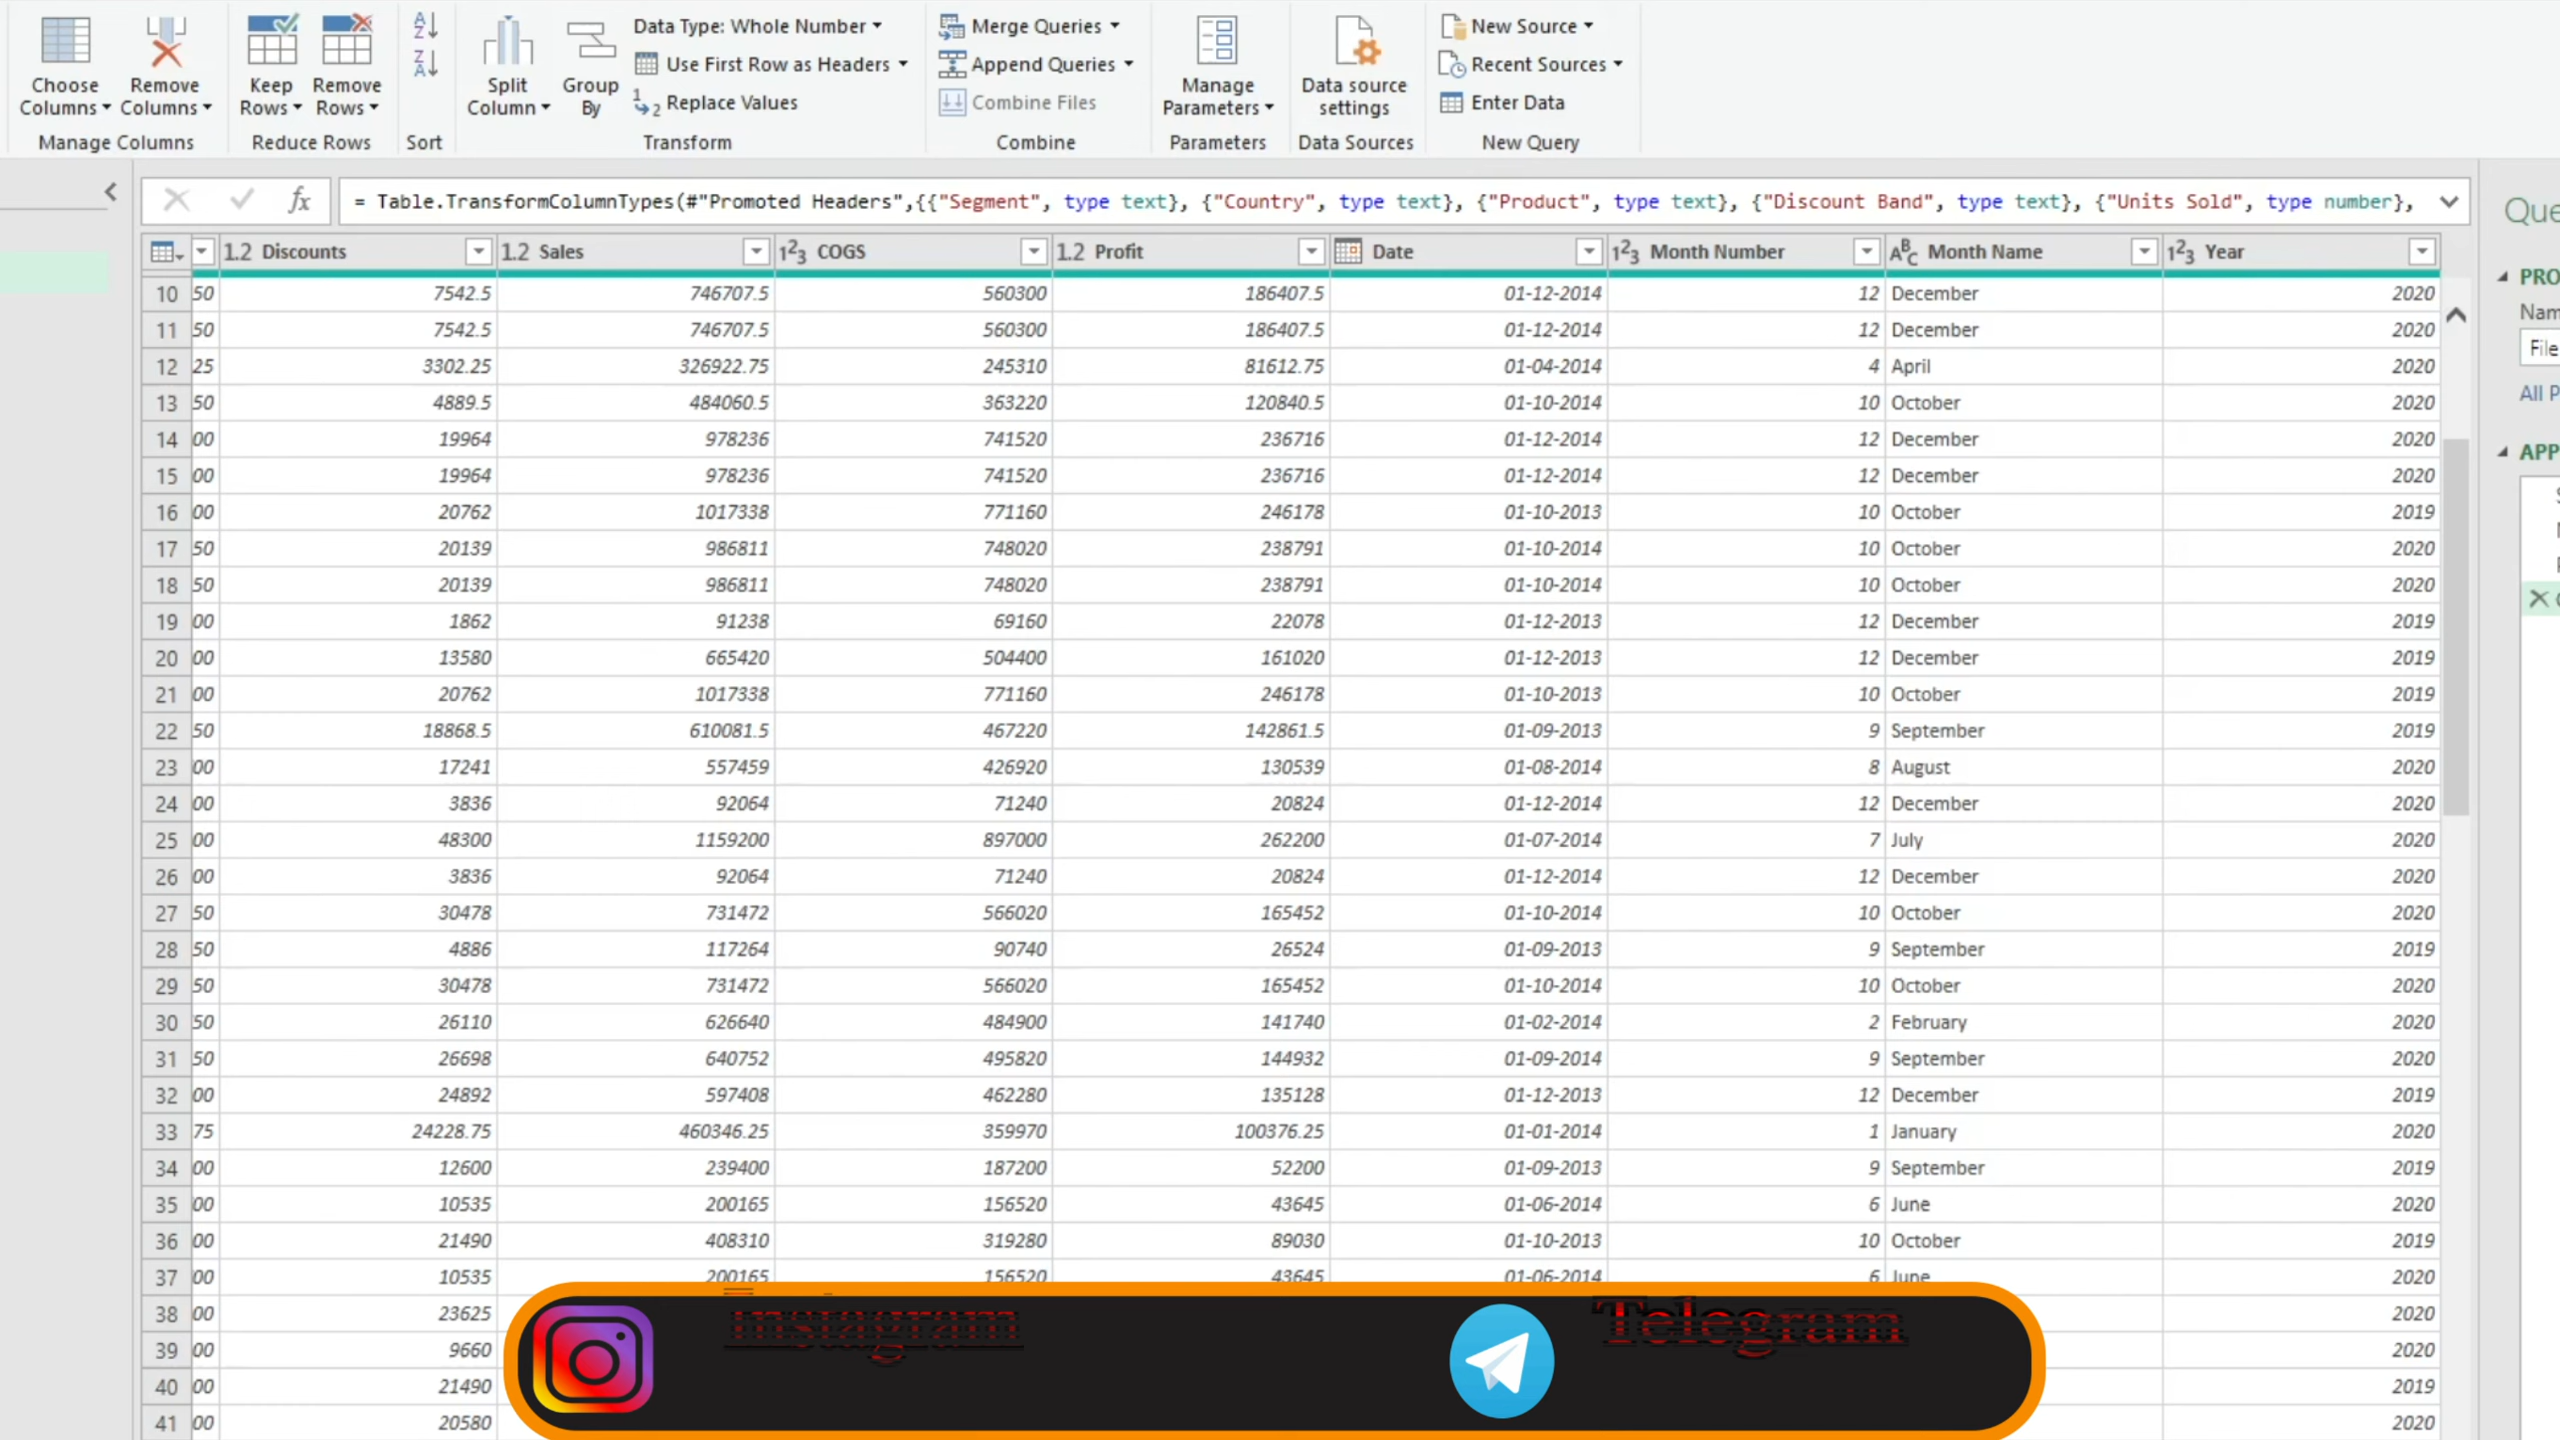 Choose Columns Remove Columns Keep Rows Remove Rows Split Column Group By Data Type: Whole Number Merge Queries Manage Parameters Data source settings New Source
Use First Row as Headers Append Queries Recent Sources
Replace Values Combine Files Enter Data
Manage Columns Reduce Rows Sort Transform Combine Parameters Data Sources New Query
fx = Table.TransformColumnTypes(#"Promoted Headers",{{"Segment", type text}, {"Country", type text}, {"Product", type text}, {"Discount Band", type text}, {"Units Sold", type number}, Que
1.2 Discounts 1.2 Sales 123 COGS 1.2 Profit Date 123 Month Number ABC Month Name 123 Year
PRO
Nam
File
All P
APP
10 50 7542.5 746707.5 560300 186407.5 01-12-2014 12 December 2020
11 50 7542.5 746707.5 560300 186407.5 01-12-2014 12 December 2020
12 25 3302.25 326922.75 245310 81612.75 01-04-2014 4 April 2020
13 50 4889.5 484060.5 363220 120840.5 01-10-2014 10 October 2020
14 00 19964 978236 741520 236716 01-12-2014 12 December 2020
15 00 19964 978236 741520 236716 01-12-2014 12 December 2020
16 00 20762 1017338 771160 246178 01-10-2013 10 October 2019
17 50 20139 986811 748020 238791 01-10-2014 10 October 2020
18 50 20139 986811 748020 238791 01-10-2014 10 October 2020
19 00 1862 91238 69160 22078 01-12-2013 12 December 2019
20 00 13580 665420 504400 161020 01-12-2013 12 December 2019
21 00 20762 1017338 771160 246178 01-10-2013 10 October 2019
22 50 18868.5 610081.5 467220 142861.5 01-09-2013 9 September 2019
23 00 17241 557459 426920 130539 01-08-2014 8 August 2020
24 00 3836 92064 71240 20824 01-12-2014 12 December 2020
25 00 48300 1159200 897000 262200 01-07-2014 7 July 2020
26 00 3836 92064 71240 20824 01-12-2014 12 December 2020
27 50 30478 731472 566020 165452 01-10-2014 10 October 2020
28 50 4886 117264 90740 26524 01-09-2013 9 September 2019
29 50 30478 731472 566020 165452 01-10-2014 10 October 2020
30 50 26110 626640 484900 141740 01-02-2014 2 February 2020
31 50 26698 640752 495820 144932 01-09-2014 9 September 2020
32 00 24892 597408 462280 135128 01-12-2013 12 December 2019
33 75 24228.75 460346.25 359970 100376.25 01-01-2014 1 January 2020
34 00 12600 239400 187200 52200 01-09-2013 9 September 2019
35 00 10535 200165 156520 43645 01-06-2014 6 June 2020
36 00 21490 408310 319280 89030 01-10-2013 10 October 2019
37 00 10535 200165 156520 43645 01-06-2014 6 June 2020
38 00 23625 2020
39 00 9660 2020
40 00 21490 2019
41 00 20580 2020
Instagram Telegram